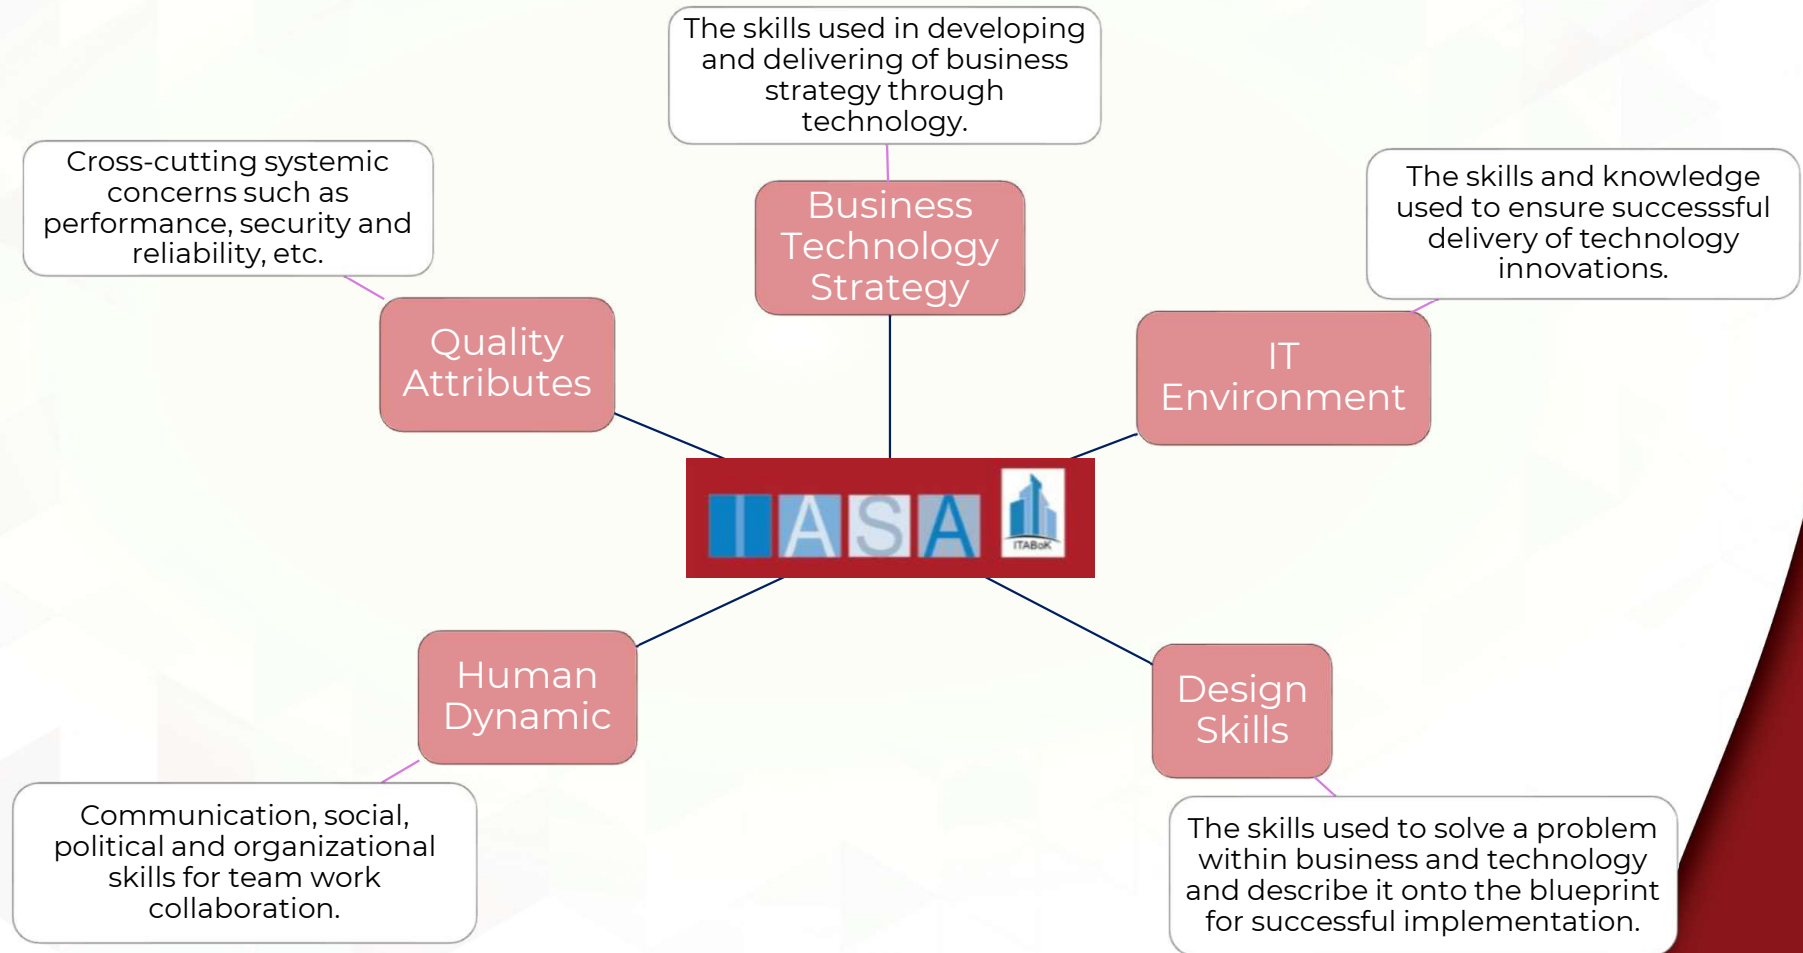 The skills used in developing
and delivering of business
strategy through
technology.
Cross-cutting systemic
concerns such as
performance, security and
reliability, etc.
The skills and knowledge
used to ensure successsful
delivery of technology
innovations.
Business
Technology
Strategy
Quality
Attributes
IT
Environment
IASA
ITABoK
Human
Dynamic
Design
Skills
Communication, social,
political and organizational
skills for team work
collaboration.
The skills used to solve a problem
within business and technology
and describe it onto the blueprint
for successful implementation.